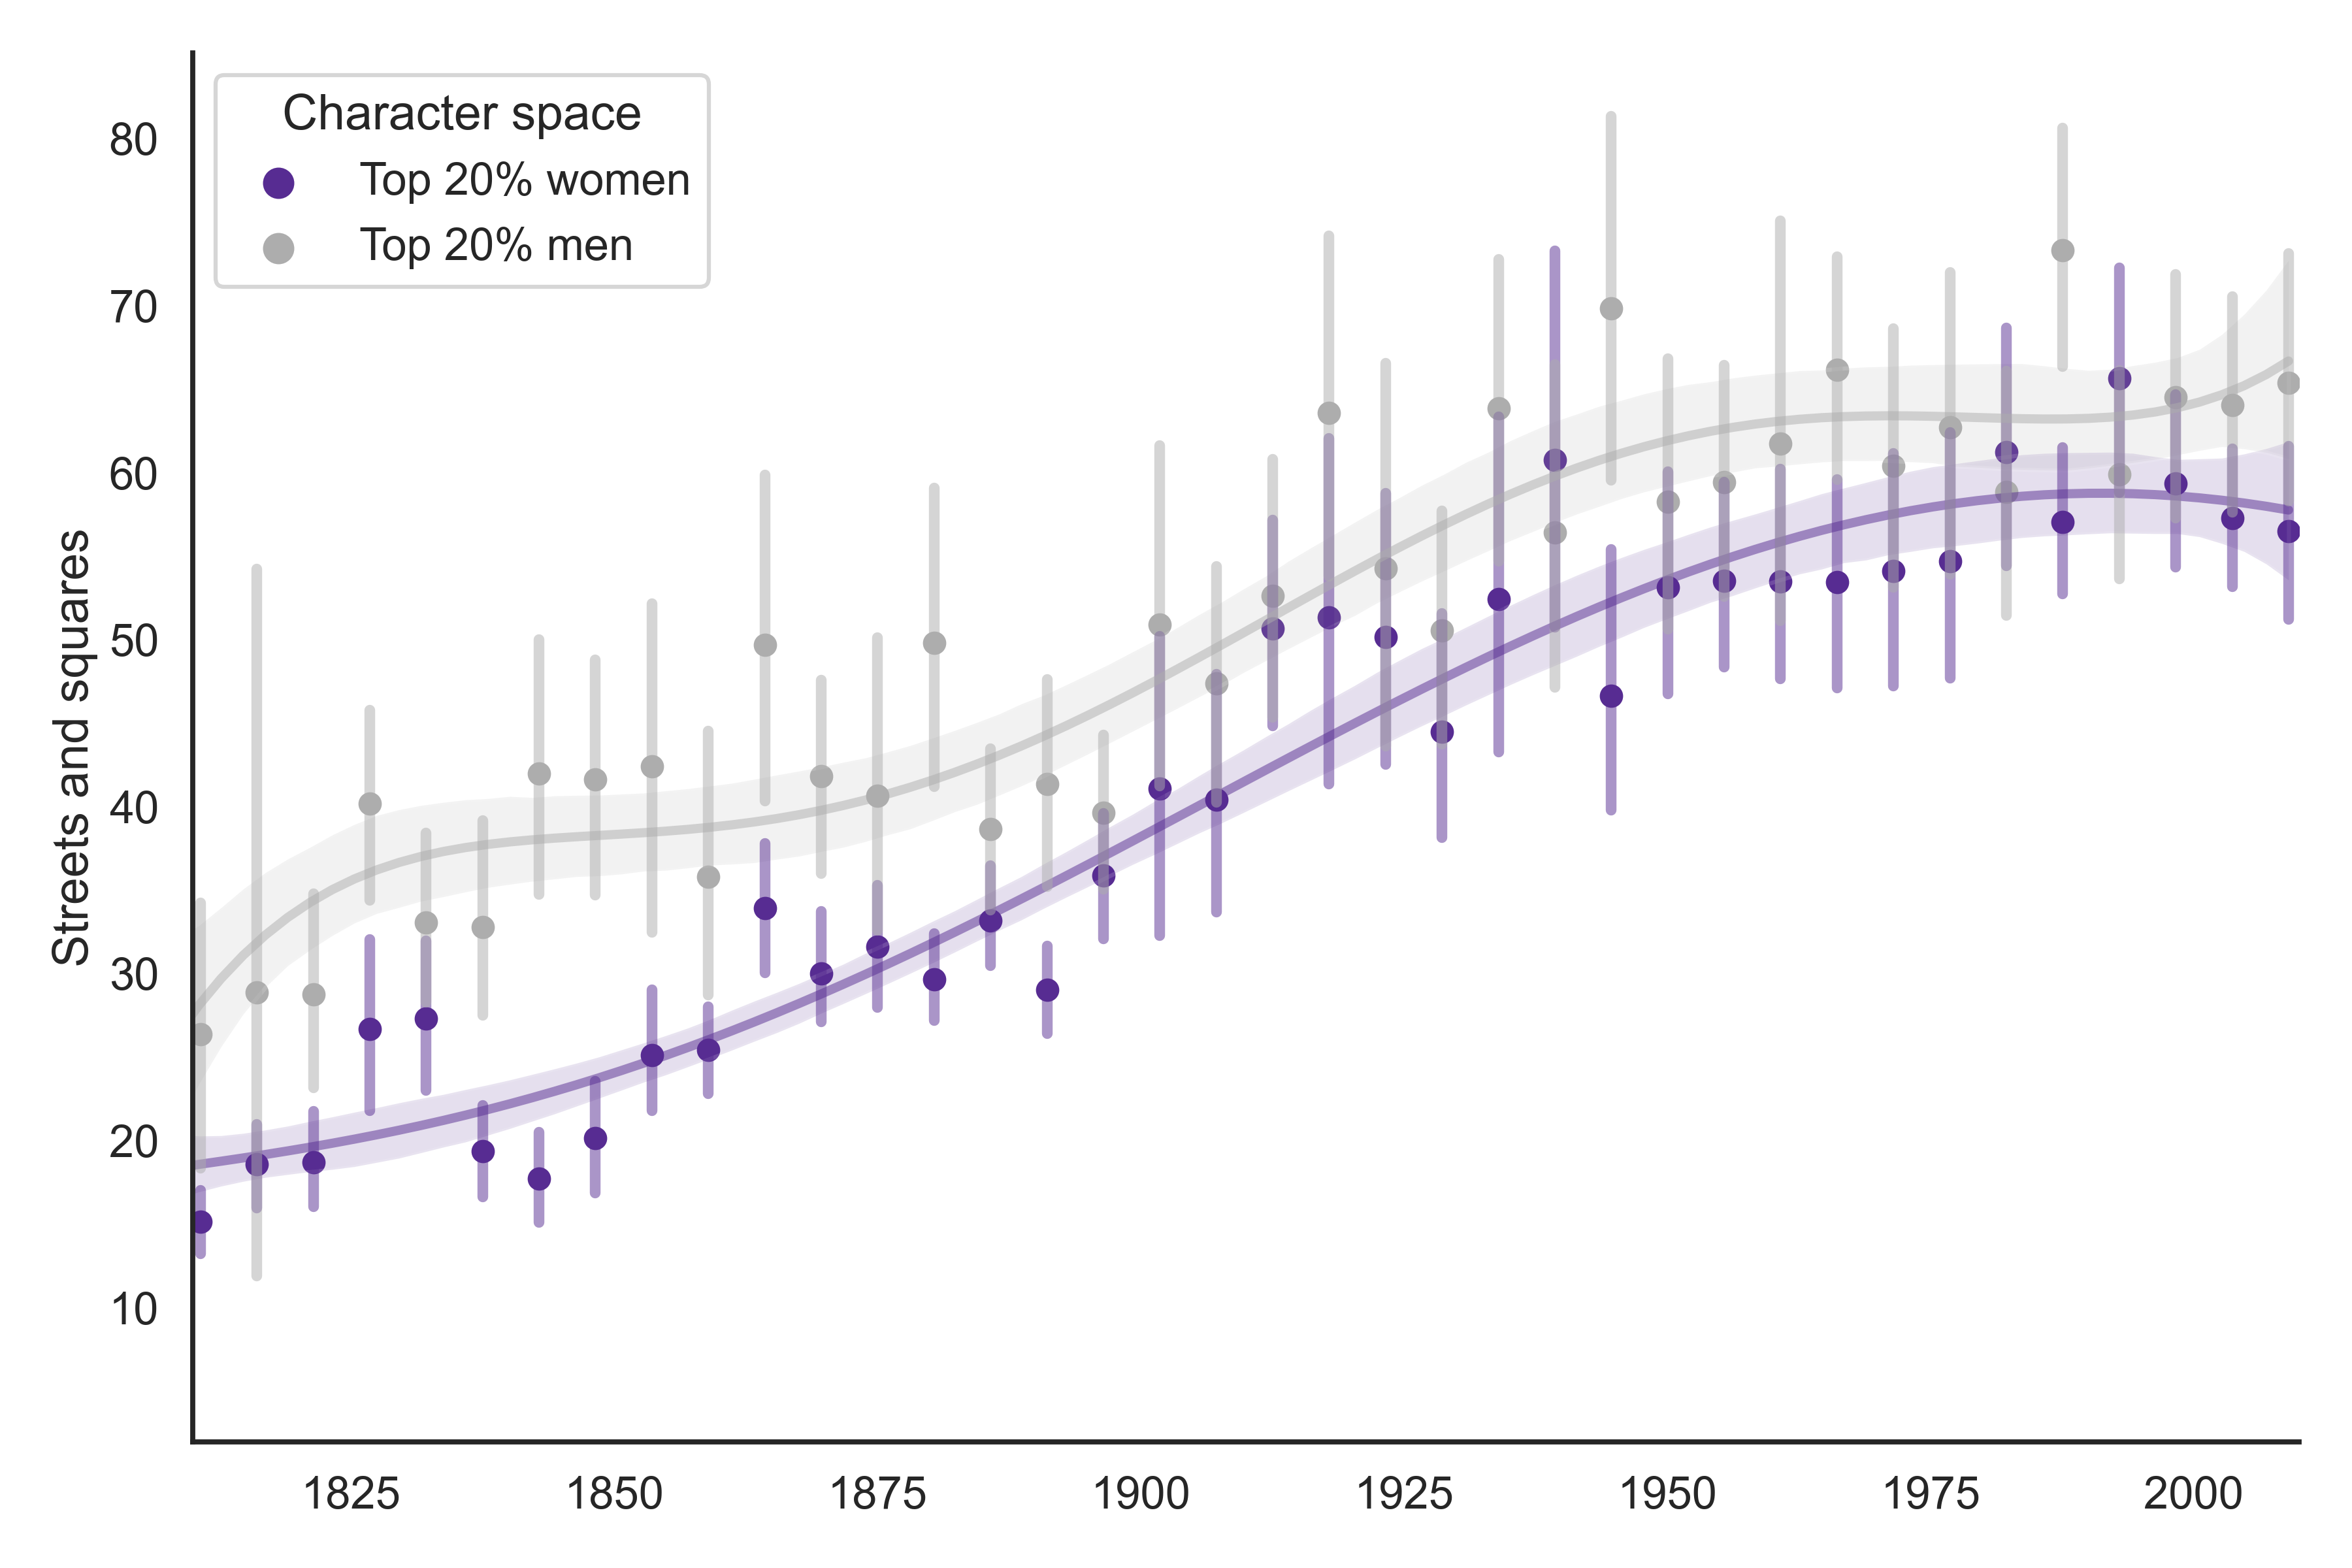 Character space
Top 20% women
Top 20% men
80
70
60
50
40
30
20
10
Streets and squares
1825 1850 1875 1900 1925 1950 1975 2000